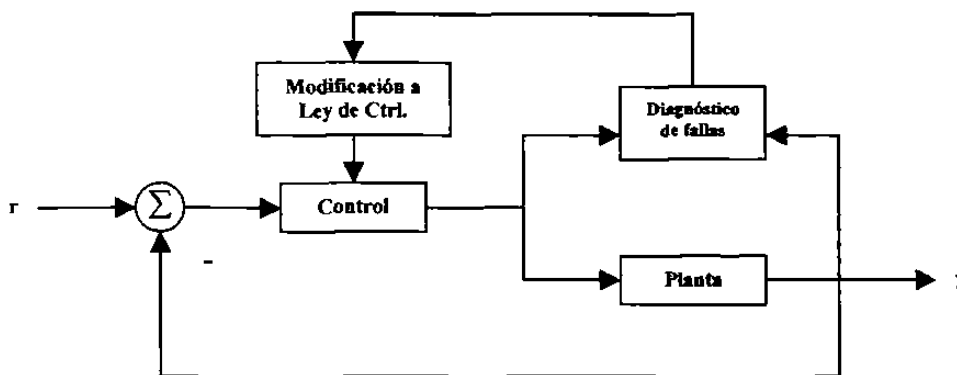 Modificación a
Ley de Ctrl.
Diagnóstico
de fallas
r
Σ
Control
-
Planta